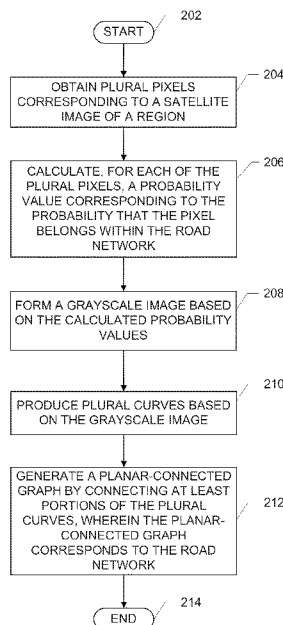 202
START
204
OBTAIN PLURAL PIXELS
CORRESPONDING TO A SATELLITE
IMAGE OF A REGION
206
CALCULATE, FOR EACH OF THE
PLURAL PIXELS, A PROBABILITY
VALUE CORRESPONDING TO
THE PROBABILITY THAT THE PIXEL
BELONGS WITHIN THE ROAD
NETWORK
208
FORM A GRAYSCALE IMAGE BASED
ON THE CALCULATED PROBABILITY
VALUES
210
PRODUCE PLURAL CURVES BASED
ON THE GRAYSCALE IMAGE
GENERATE A PLANAR-CONNECTED
GRAPH BY CONNECTING AT LEAST
PORTIONS OF THE PLURAL
CURVES, WHEREIN THE PLANAR-
CONNECTED GRAPH
CORRESPONDS TO THE ROAD
NETWORK
212
214
END